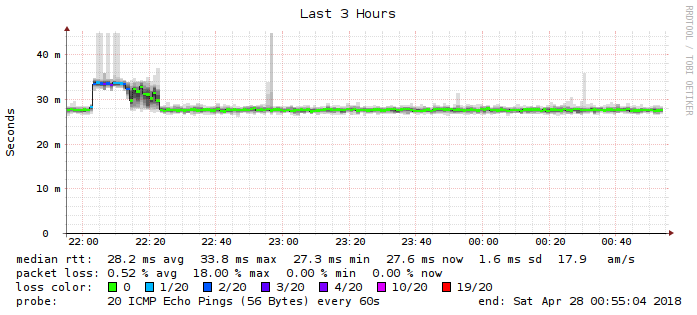 Last 3 Hours
RRDTOOL / TOBI OETIKER
Seconds
40 m
30 m
20 m
10 m
0
22:00 22:20 22:40 23:00 23:20 23:40 00:00 00:20 00:40
median rtt: 28.2 ms avg 33.8 ms max 27.3 ms min 27.6 ms now 1.6 ms sd 17.9 am/s
packet loss: 0.52 % avg 18.00 % max 0.00 % min 0.00 % now
loss color: 0 1/20 2/20 3/20 4/20 10/20 19/20
probe: 20 ICMP Echo Pings (56 Bytes) every 60s end: Sat Apr 28 00:55:04 2018